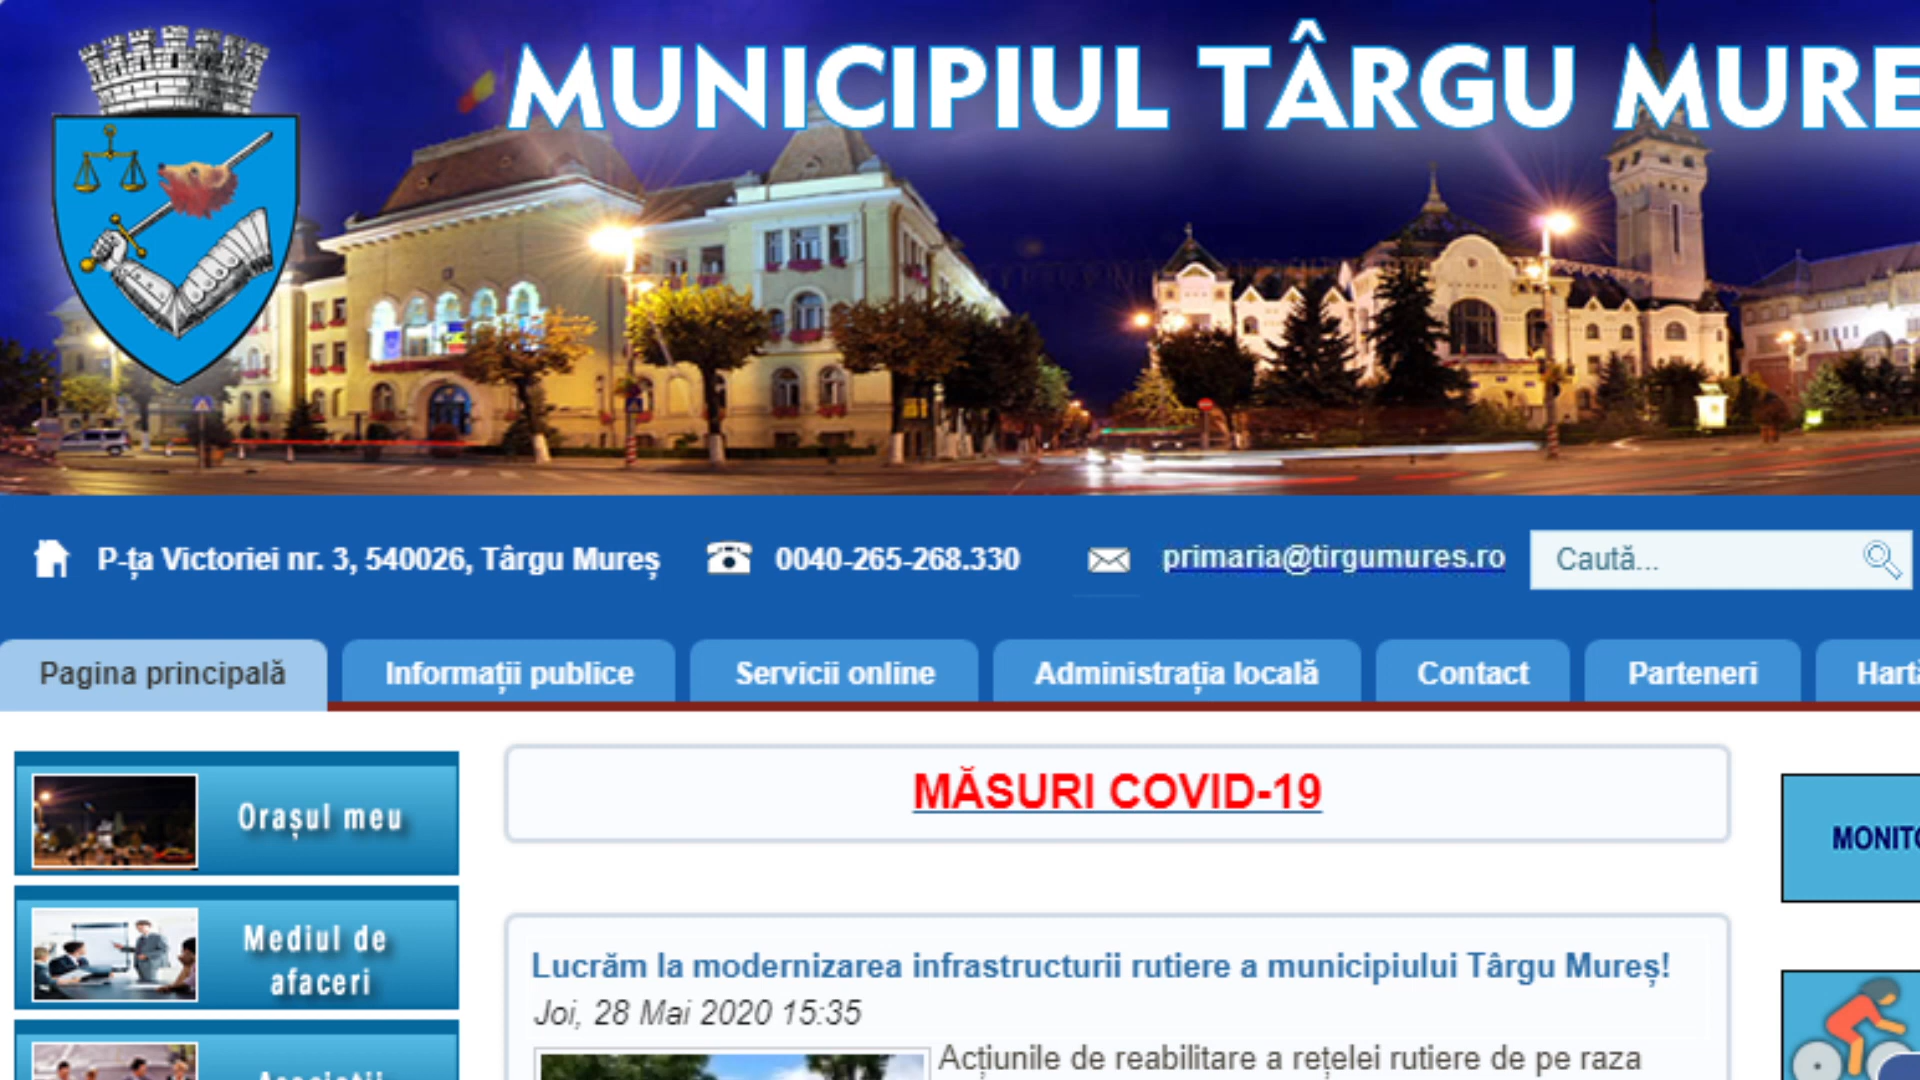 MUNICIPIUL TÂRGU MURE
P-ța Victoriei nr. 3, 540026, Târgu Mureș
0040-265-268.330
primaria@tirgumures.ro
Caută...
Pagina principală
Informații publice
Servicii online
Administrația locală
Contact
Parteneri
Hartă
Orașul meu
Mediul de
afaceri
MĂSURI COVID-19
MONITO
Lucrăm la modernizarea infrastructurii rutiere a municipiului Târgu Mureș!
Joi, 28 Mai 2020 15:35
Acțiunile de reabilitare a rețelei rutiere de pe raza